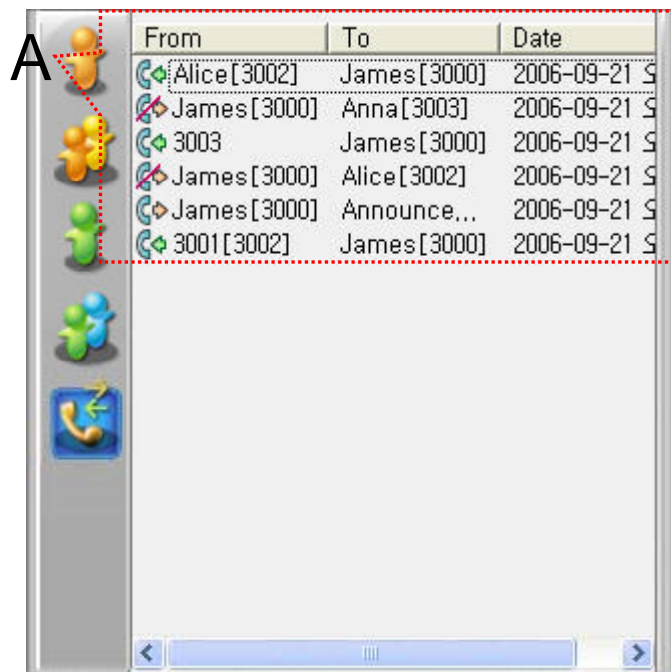 A
From To Date
Alice[3002] James[3000] 2006-09-21
James[3000] Anna[3003] 2006-09-21
3003 James[3000] 2006-09-21
James[3000] Alice[3002] 2006-09-21
James[3000] Announce... 2006-09-21
3001[3002] James[3000] 2006-09-21